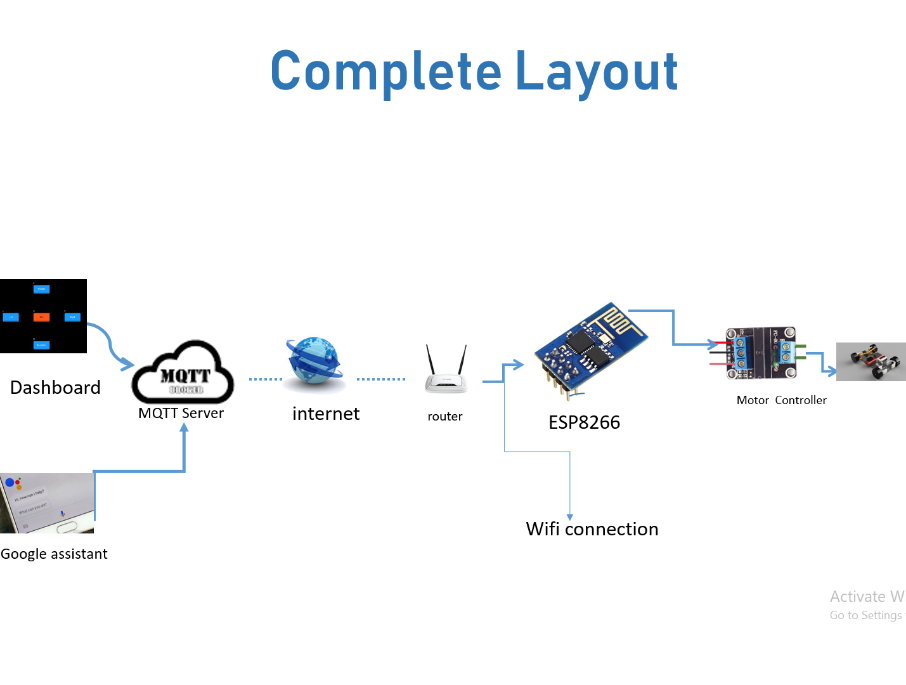 Complete Layout
Dashboard
MQTT
BROKER
MQTT Server
internet
router
ESP8266
Motor Controller
Google assistant
Wifi connection
Activate W
Go to Settings